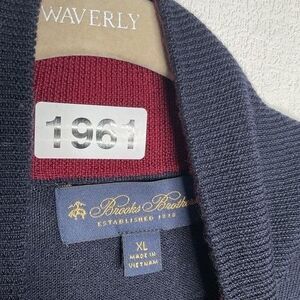 WAVERLY
1961
Brooks Brothers
ESTABLISHED 1818
XL
MADE IN
VIETNAM